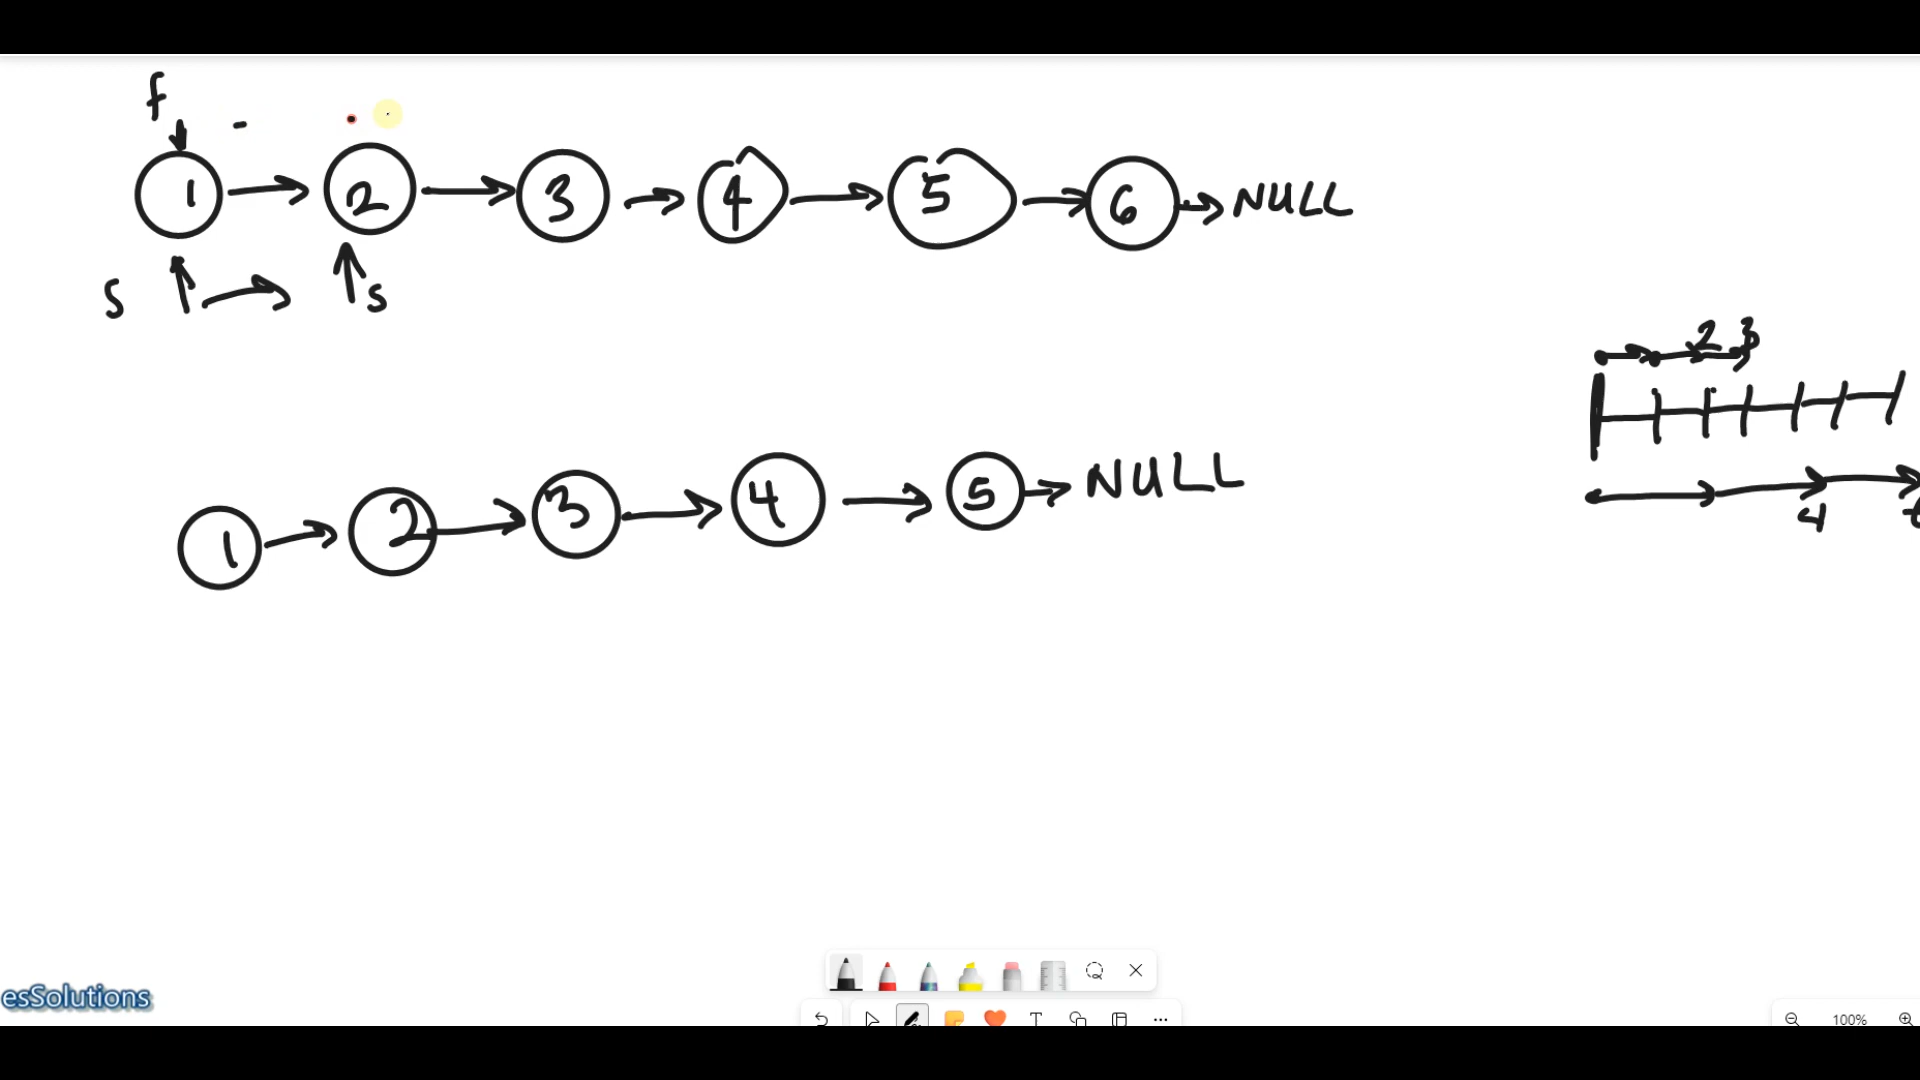 f
1 2 3 4 5 6 NULL
S S
2 3
4
1 2 3 4 5 NULL
esSolutions
T
100%